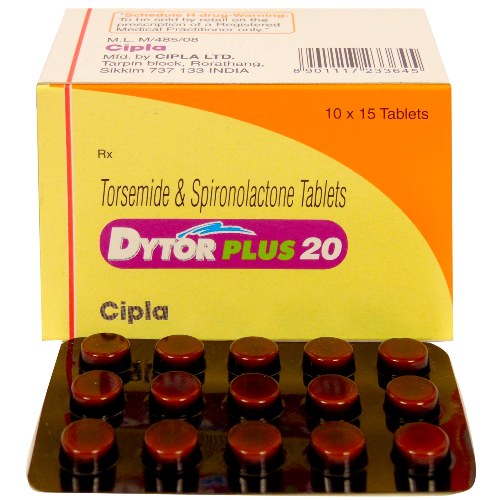 "Schedule H drug-Warning:
To be sold by retail on the
prescription of a Registered
Medical Practitioner only."
M.L. M/485/08
Cipla
Mfd. by CIPLA LTD.
Tarpin block, Rorathang,
Sikkim 737 133 INDIA
8 901117 233645
10 x 15 Tablets
Rx
Torsemide & Spironolactone Tablets
DYTOR PLUS 20
Cipla